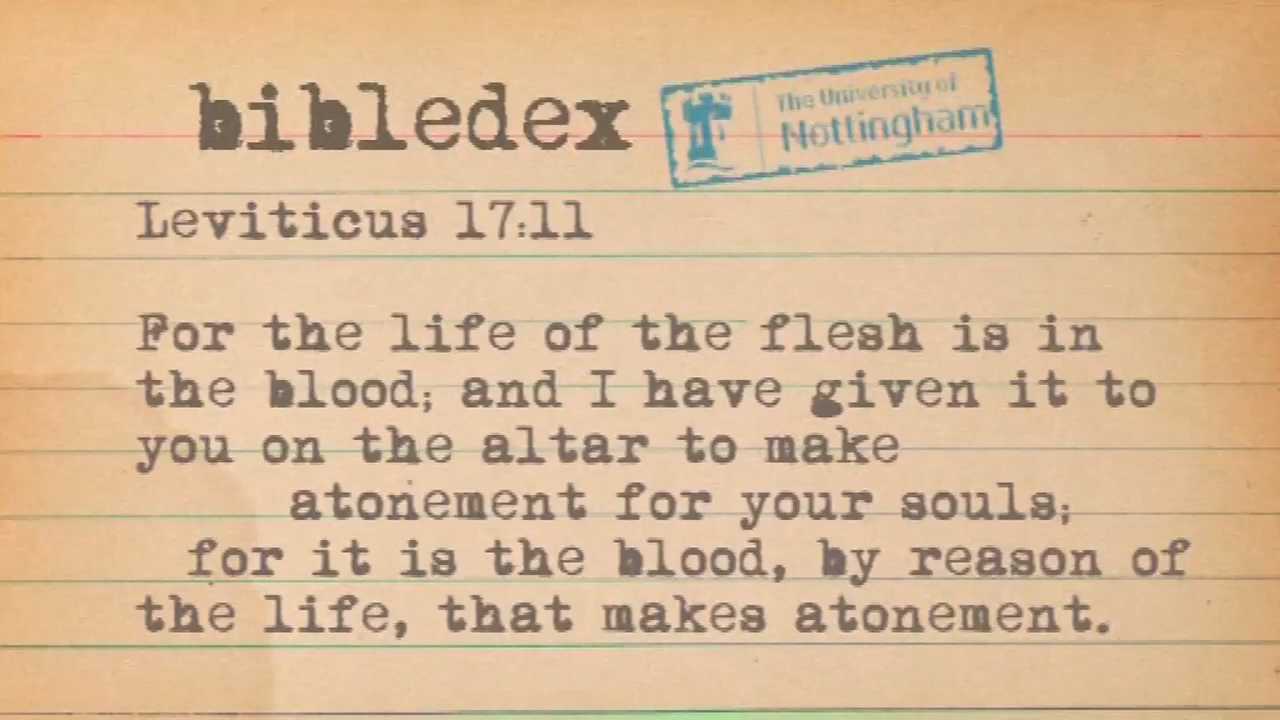 bibledex
The University of
Nottingham
Leviticus 17:11
For the life of the flesh is in
the blood; and I have given it to
you on the altar to make
atonement for your souls;
for it is the blood, by reason of
the life, that makes atonement.